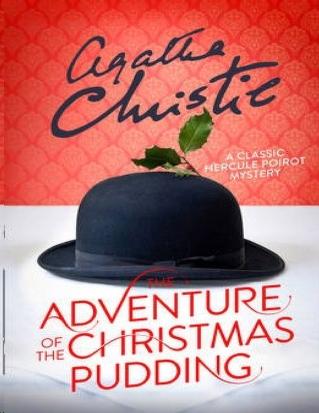 Agatha
Christie
A CLASSIC
HERCULE POIROT
MYSTERY
THE
ADVENTURE
OF THE CHRISTMAS
PUDDING